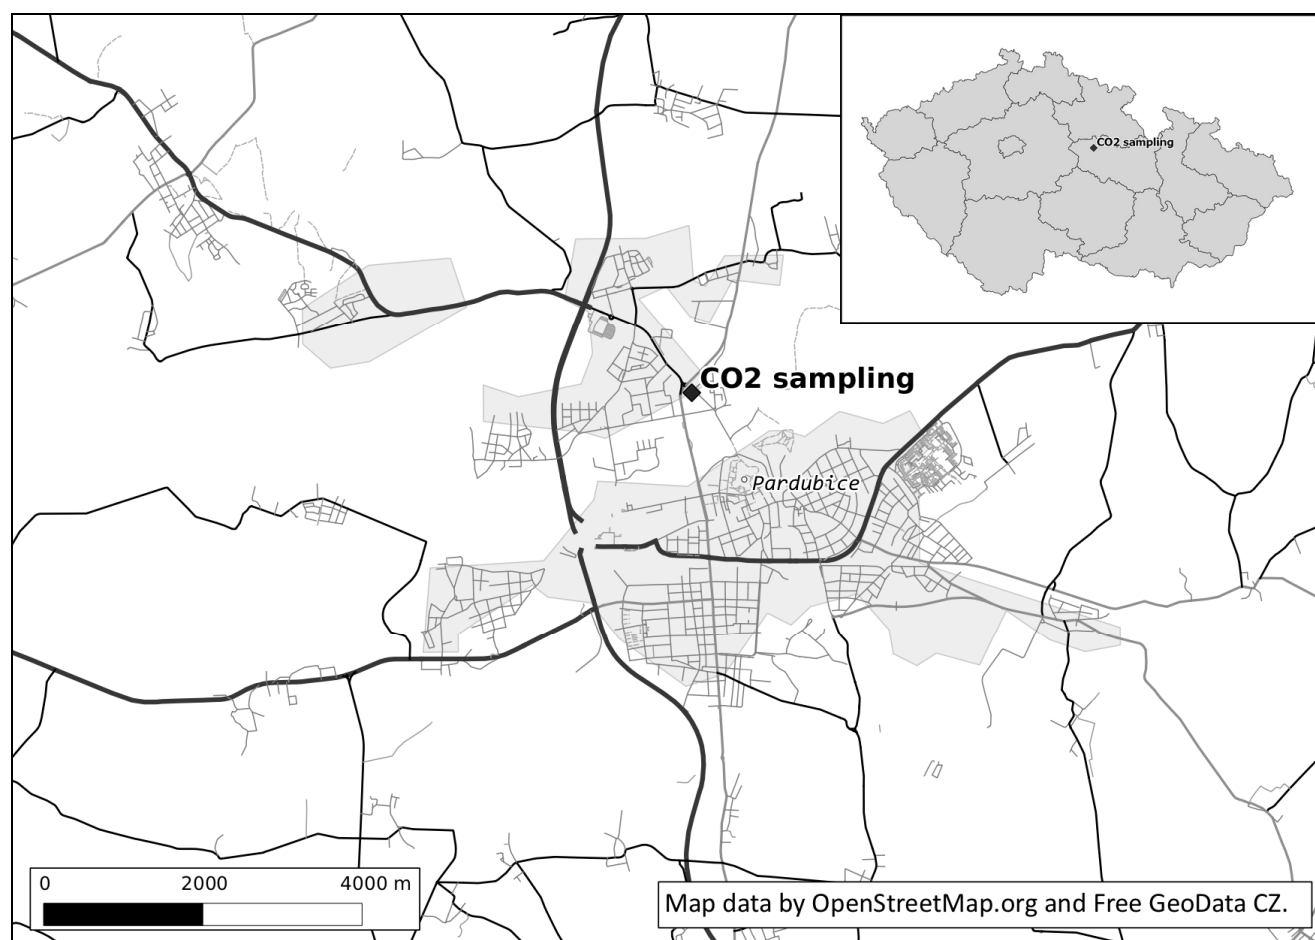 CO2 sampling
CO2 sampling
Pardubice
0 2000 4000 m
Map data by OpenStreetMap.org and Free GeoData CZ.